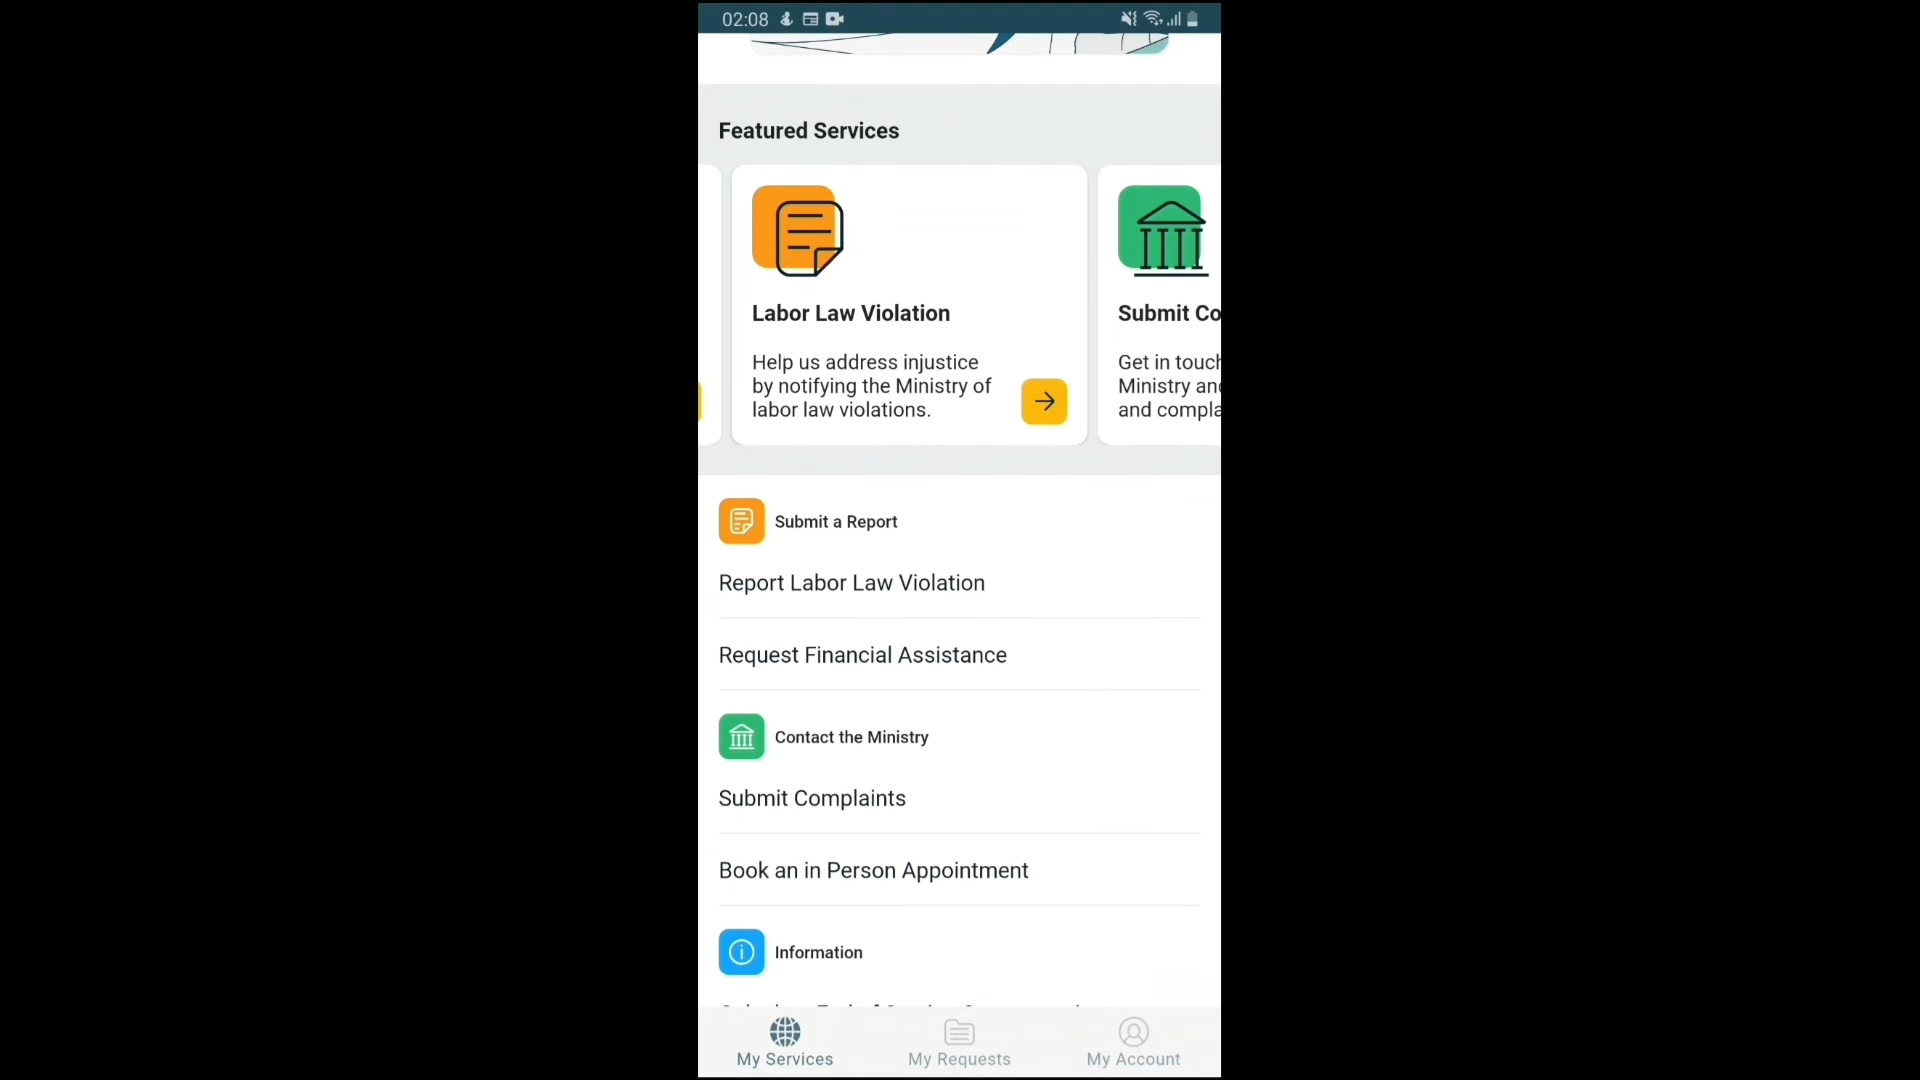 02:08
Featured Services
Labor Law Violation
Help us address injustice
by notifying the Ministry of
labor law violations.
Submit Co
Get in touch
Ministry and
and compla
Submit a Report
Report Labor Law Violation
Request Financial Assistance
Contact the Ministry
Submit Complaints
Book an in Person Appointment
Information
My Services
My Requests
My Account